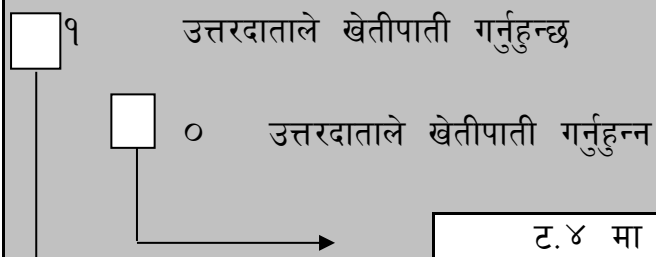 १ उत्तरदाताले खेतीपाती गर्नुहुन्छ
० उत्तरदाताले खेतीपाती गर्नुहुन्न
ट.४ मा